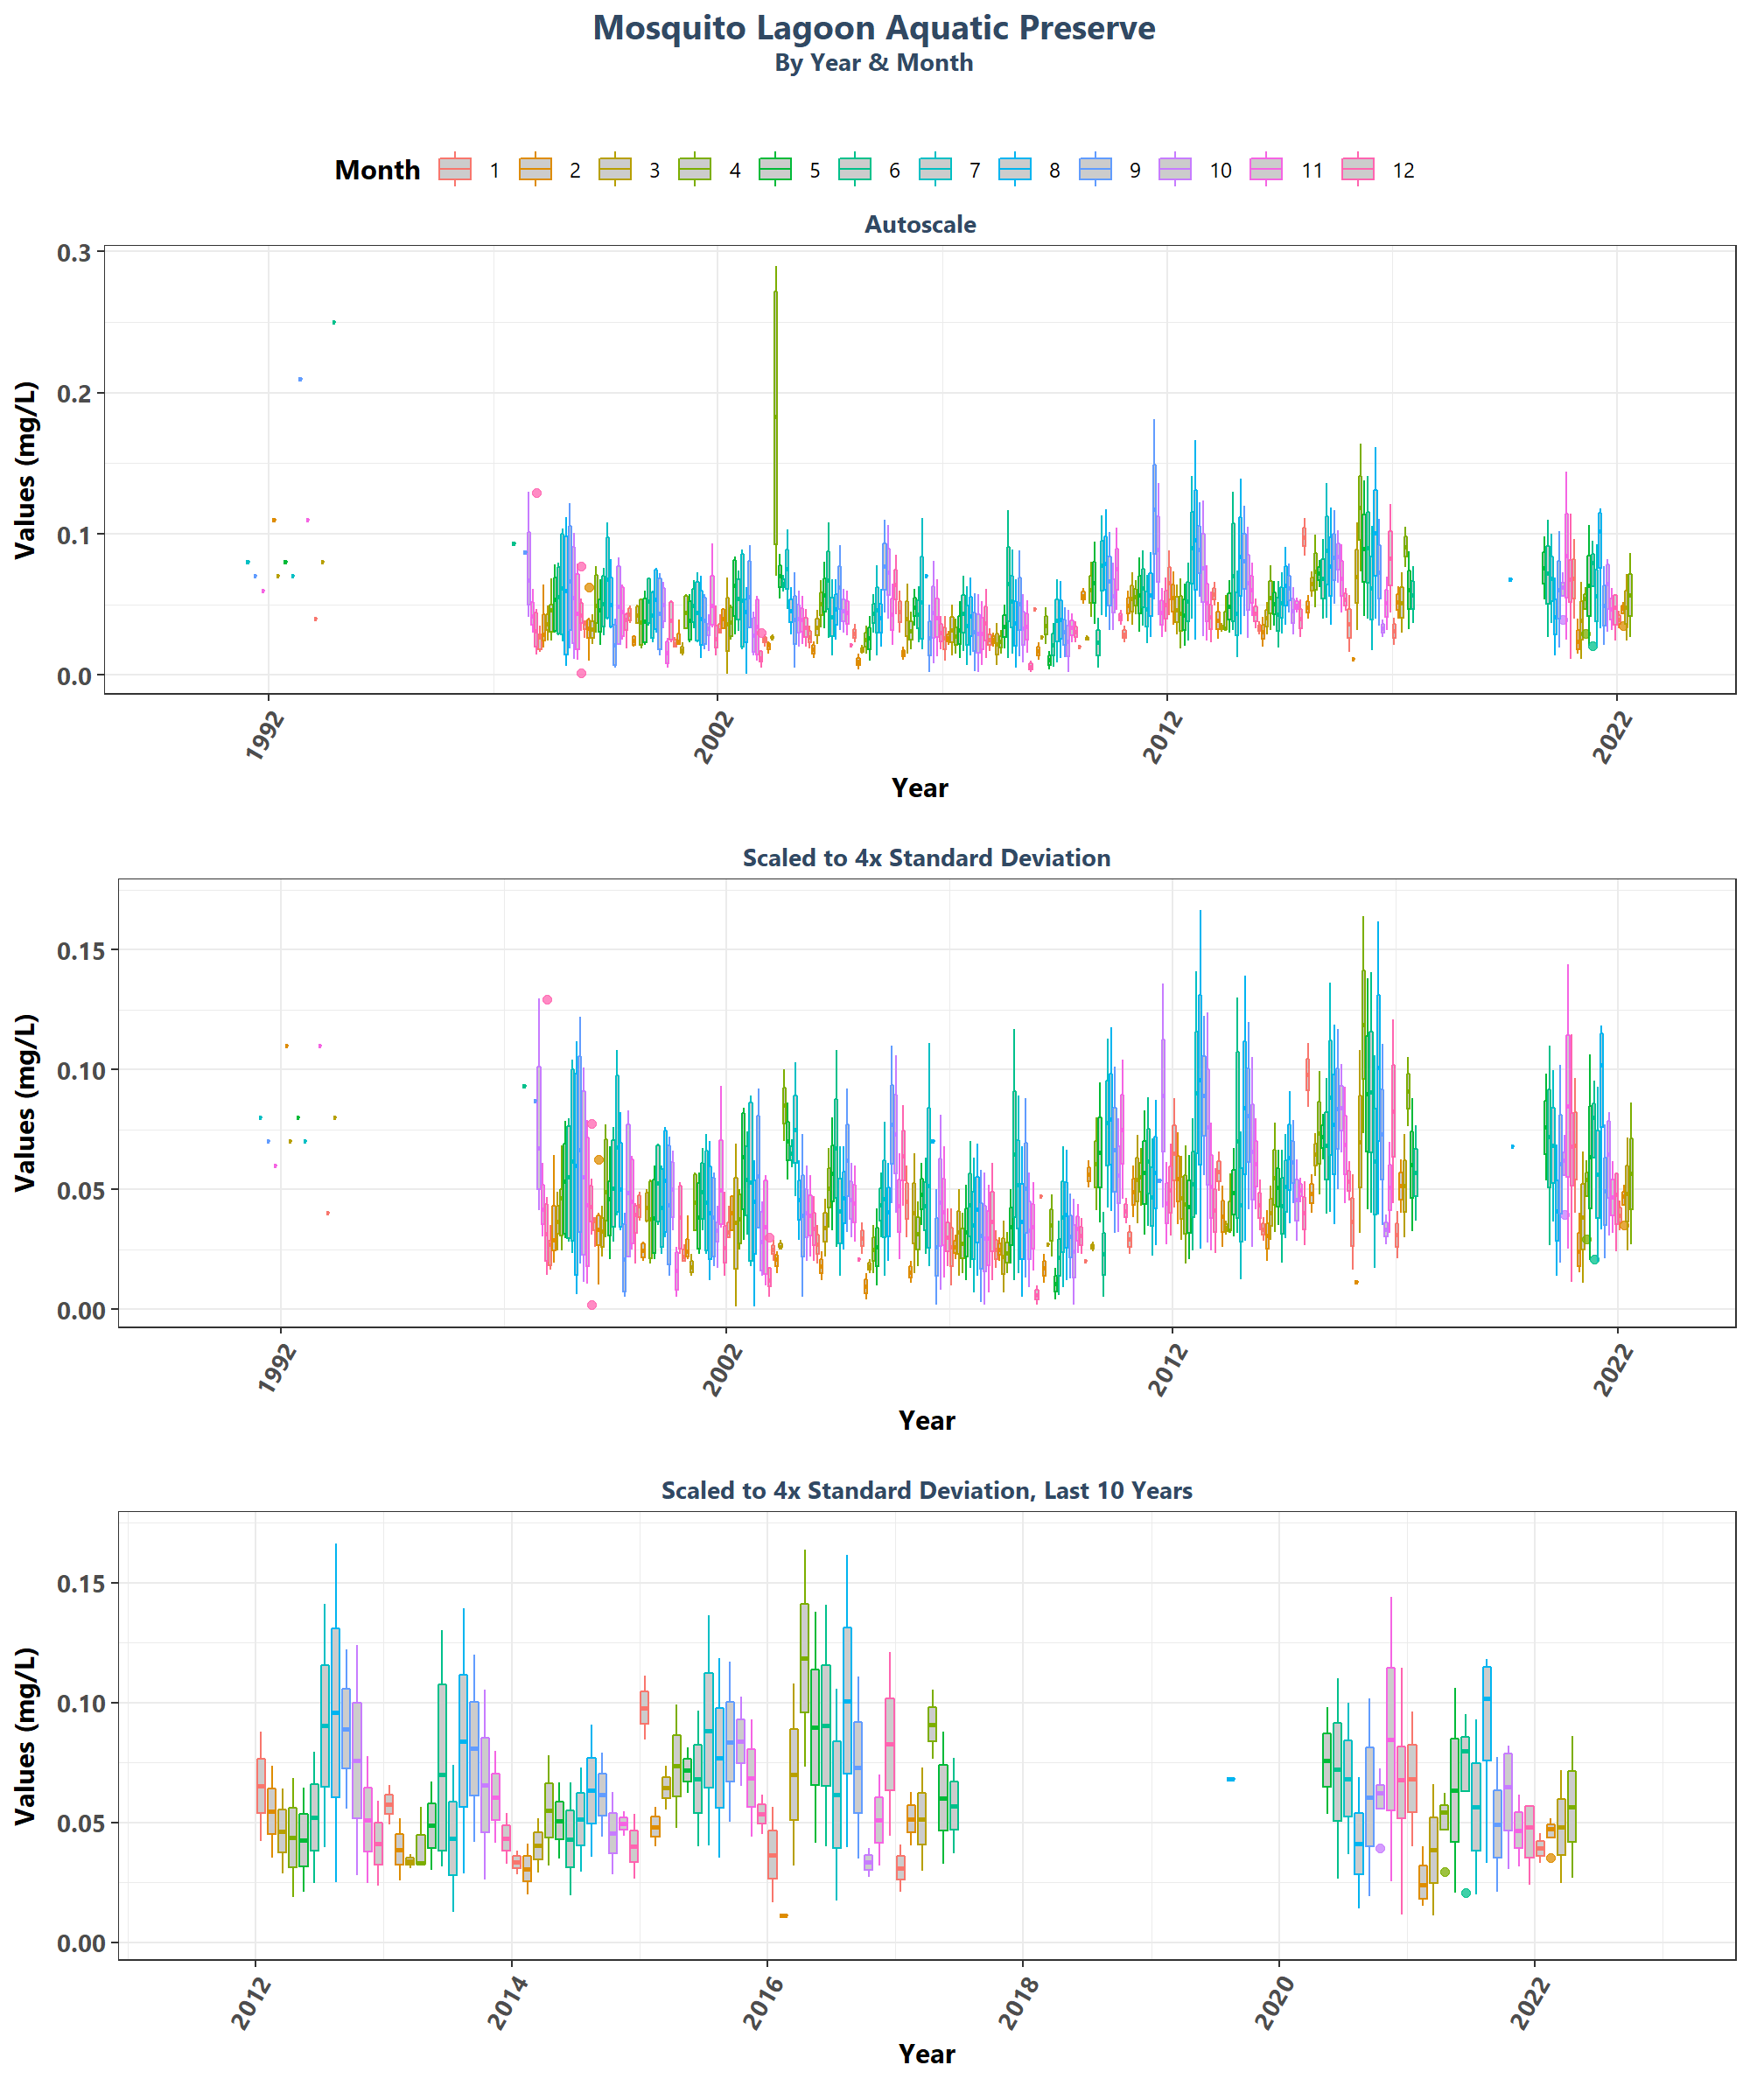 Mosquito Lagoon Aquatic Preserve
By Year & Month
Month 1 2 3 4 5 6 7 8 9 10 11 12
Autoscale
Values (mg/L)
0.3
0.2
0.1
0.0
1992 2002 2012 2022
Year
Scaled to 4x Standard Deviation
Values (mg/L)
0.15
0.10
0.05
0.00
1992 2002 2012 2022
Year
Scaled to 4x Standard Deviation, Last 10 Years
Values (mg/L)
0.15
0.10
0.05
0.00
2012 2014 2016 2018 2020 2022
Year